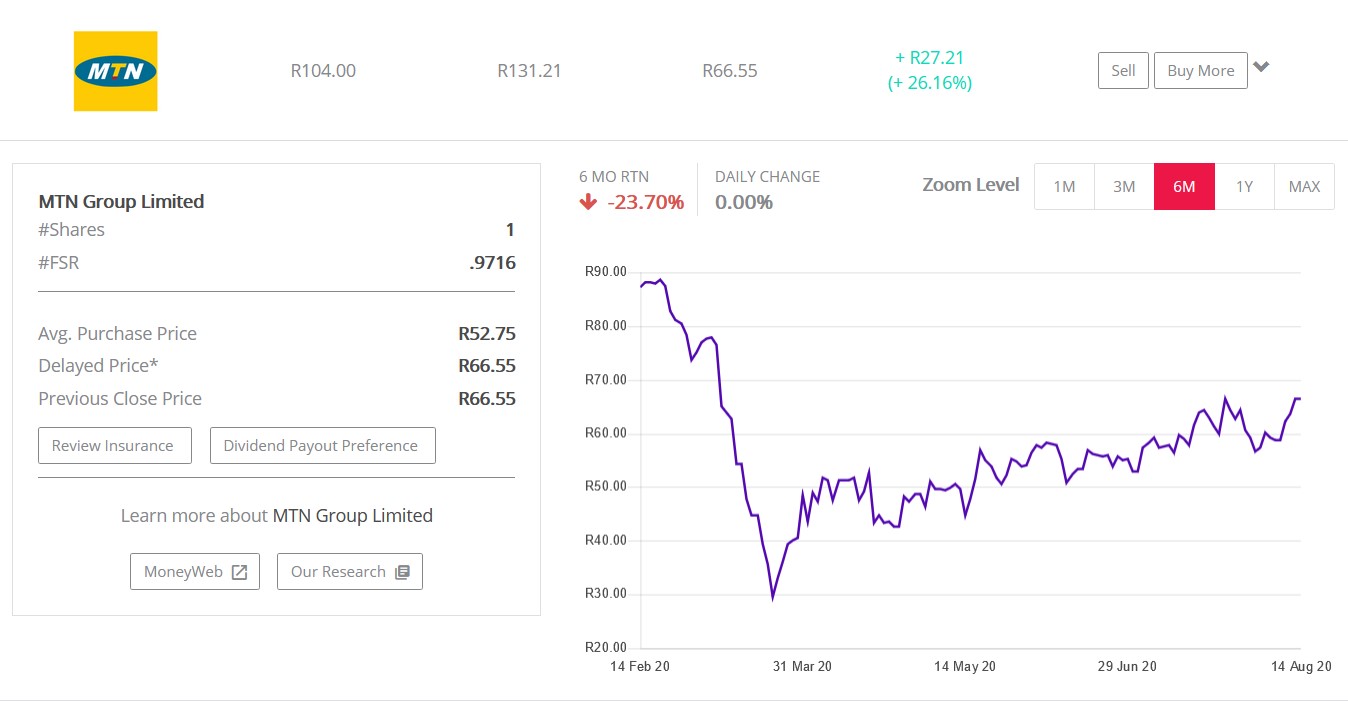 MTN
R104.00 R131.21 R66.55 + R27.21 Sell Buy More
(+ 26.16%)
MTN Group Limited
#Shares 1
#FSR .9716
Avg. Purchase Price R52.75
Delayed Price* R66.55
Previous Close Price R66.55
Review Insurance Dividend Payout Preference
Learn more about MTN Group Limited
MoneyWeb Our Research
6 MO RTN DAILY CHANGE
-23.70% 0.00%
Zoom Level 1M 3M 6M 1Y MAX
R90.00
R80.00
R70.00
R60.00
R50.00
R40.00
R30.00
R20.00
14 Feb 20 31 Mar 20 14 May 20 29 Jun 20 14 Aug 20